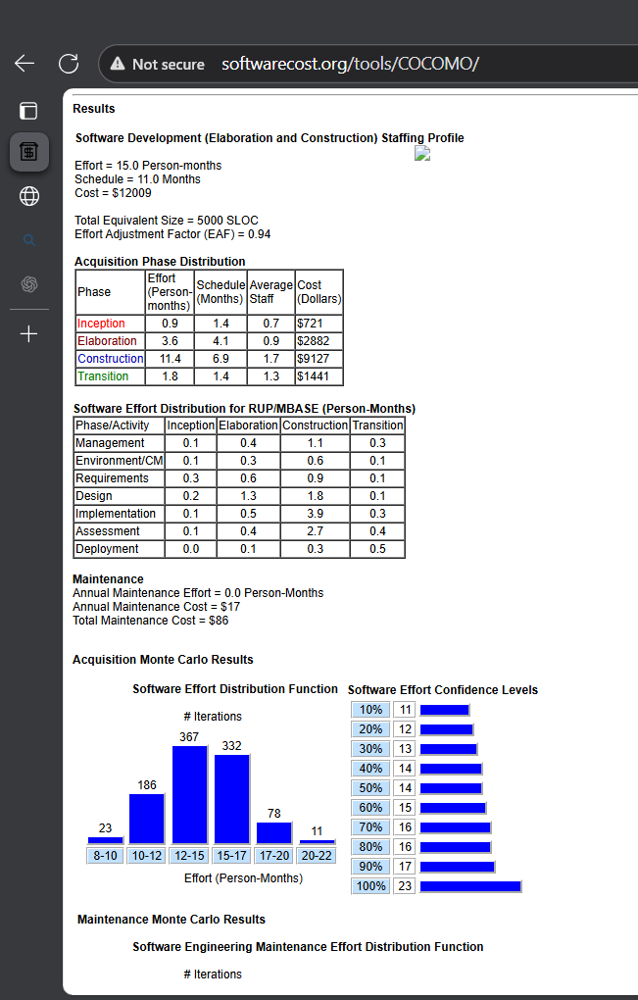 Not secure softwarecost.org/tools/COCOMO/
Results
Software Development (Elaboration and Construction) Staffing Profile
Effort = 15.0 Person-months
Schedule = 11.0 Months
Cost = $12009
Total Equivalent Size = 5000 SLOC
Effort Adjustment Factor (EAF) = 0.94
Acquisition Phase Distribution
Phase Effort (Person-months) Schedule (Months) Average Staff Cost (Dollars)
Inception 0.9 1.4 0.7 $721
Elaboration 3.6 4.1 0.9 $2882
Construction 11.4 6.9 1.7 $9127
Transition 1.8 1.4 1.3 $1441
Software Effort Distribution for RUP/MBASE (Person-Months)
Phase/Activity Inception Elaboration Construction Transition
Management 0.1 0.4 1.1 0.3
Environment/CM 0.1 0.3 0.6 0.1
Requirements 0.3 0.6 0.9 0.1
Design 0.2 1.3 1.8 0.1
Implementation 0.1 0.5 3.9 0.3
Assessment 0.1 0.4 2.7 0.4
Deployment 0.0 0.1 0.3 0.5
Maintenance
Annual Maintenance Effort = 0.0 Person-Months
Annual Maintenance Cost = $17
Total Maintenance Cost = $86
Acquisition Monte Carlo Results
Software Effort Distribution Function
# Iterations
23 186 367 332 78 11
8-10 10-12 12-15 15-17 17-20 20-22
Effort (Person-Months)
Software Effort Confidence Levels
10% 11
20% 12
30% 13
40% 14
50% 14
60% 15
70% 16
80% 16
90% 17
100% 23
Maintenance Monte Carlo Results
Software Engineering Maintenance Effort Distribution Function
# Iterations